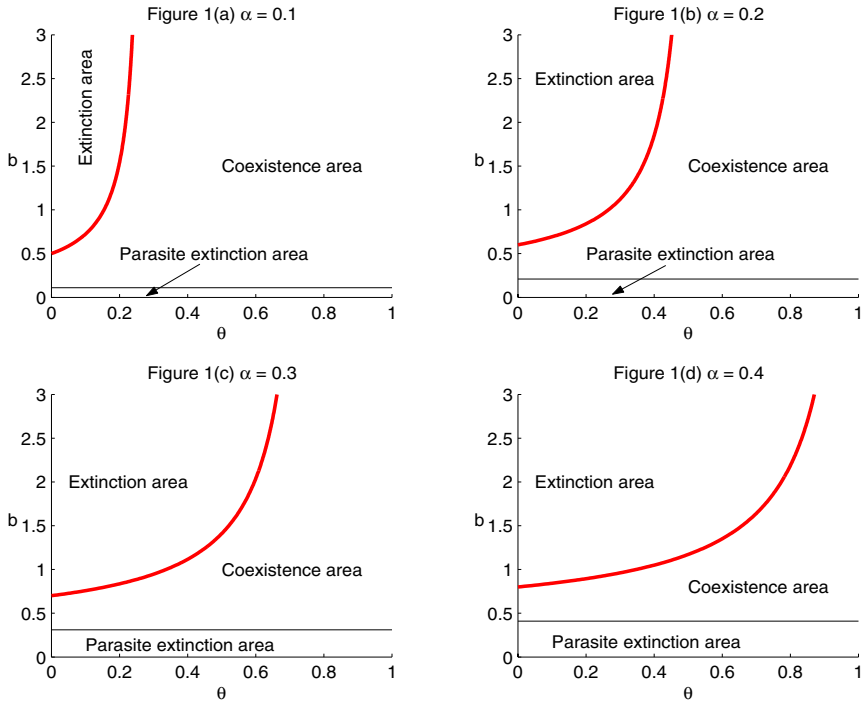 Figure 1(a) α = 0.1
3
2.5
2
b
1.5
1
0.5
0
Extinction area
Coexistence area
Parasite extinction area
0.2
0.4
0.6
0.8
1
θ
Figure 1(b) α = 0.2
3
2.5
2
b
1.5
1
0.5
0
Extinction area
Coexistence area
Parasite extinction area
0
0.2
0.4
0.6
0.8
1
θ
Figure 1(c) α = 0.3
3
2.5
2
b
1.5
1
0.5
0
Extinction area
Coexistence area
Parasite extinction area
0
0.2
0.4
0.6
0.8
1
θ
Figure 1(d) α = 0.4
3
2.5
2
b
1.5
1
0.5
0
Extinction area
Coexistence area
Parasite extinction area
0
0.2
0.4
0.6
0.8
1
θ